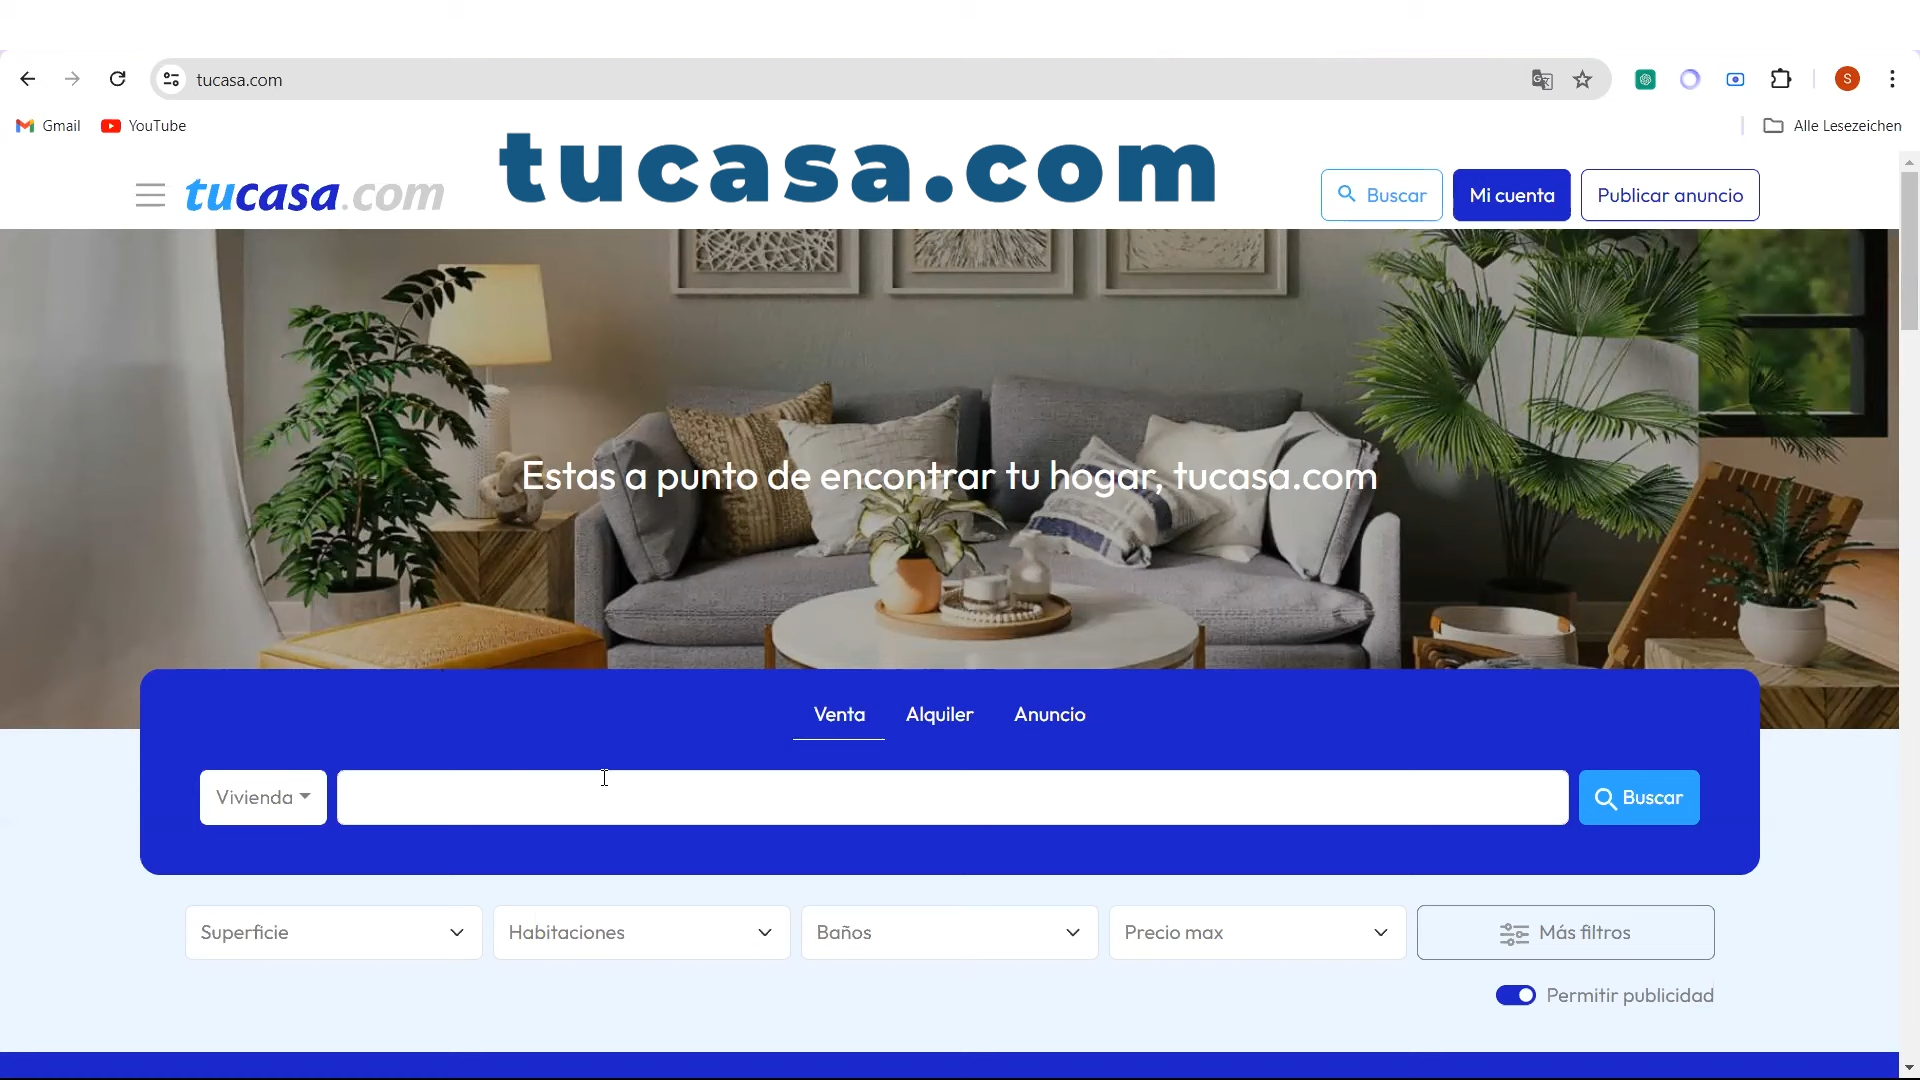 tucasa.com
Gmail YouTube Alle Lesezeichen
tucasa.com
tucasa.com
Buscar Mi cuenta Publicar anuncio
S
Estas a punto de encontrar tu hogar, tucasa.com
Venta Alquiler Anuncio
Vivienda Buscar
Superficie Habitaciones Baños Precio max Más filtros
Permitir publicidad